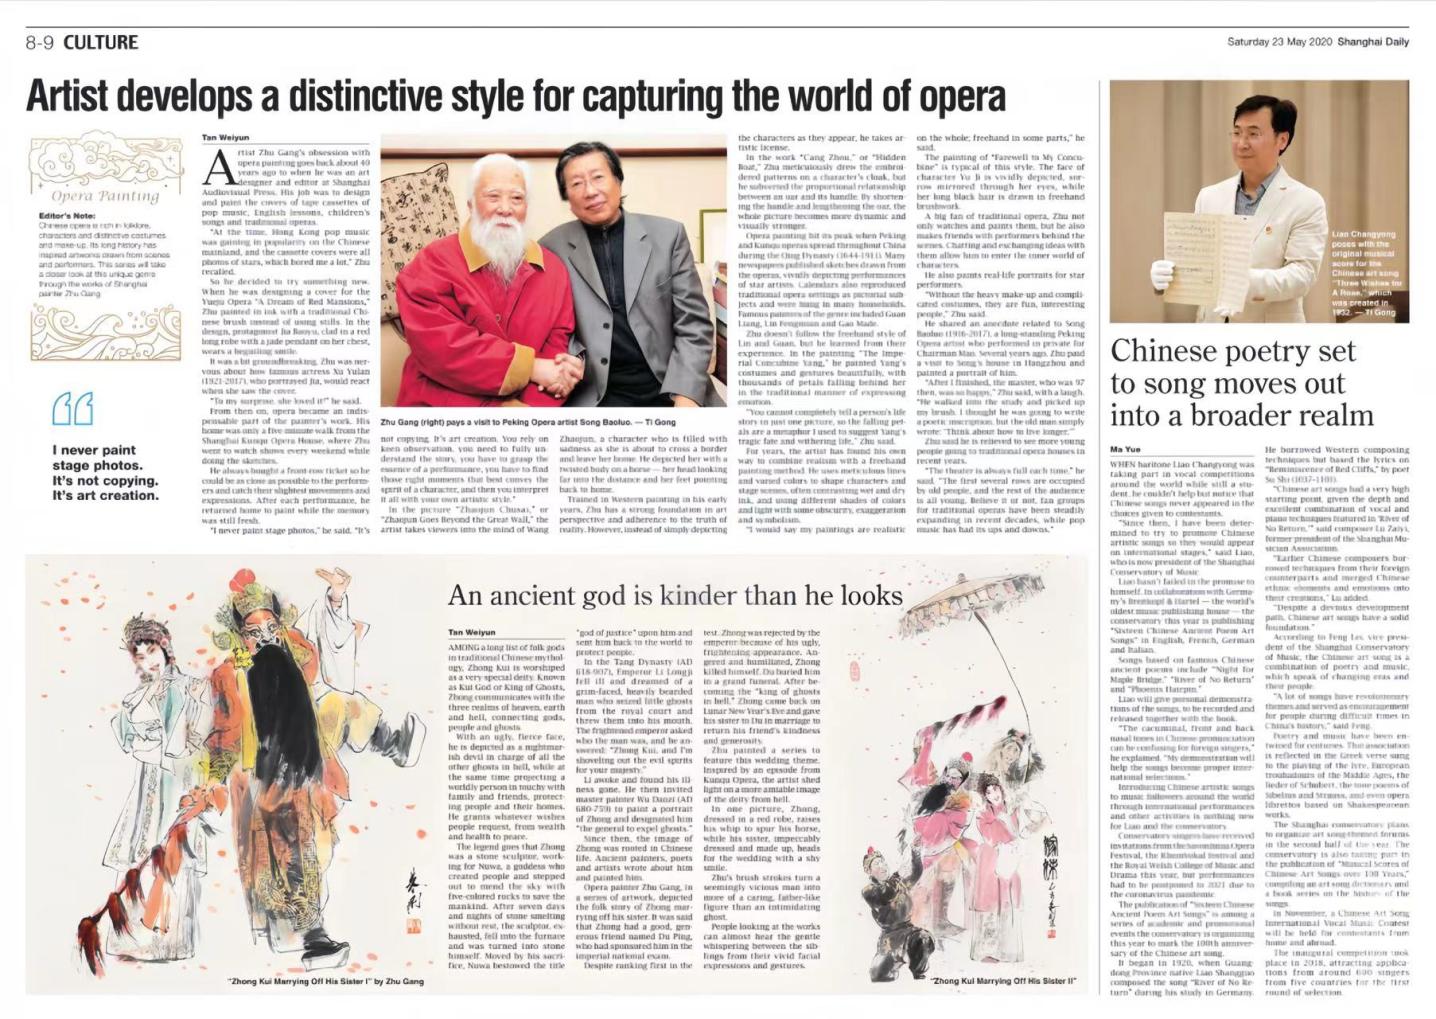 8-9 CULTURE
Saturday 23 May 2020 Shanghai Daily
Artist develops a distinctive style for capturing the world of opera
Opera Painting
Editor's Note:
Chinese opera is rich in folklore,
characters and distinctive costumes
and make-up. Its long history has
inspired artworks drawn from scenes
and performers. This series will take
a closer look at this unique genre
through the works of Shanghai
painter Zhu Gang.
I never paint
stage photos.
It's not copying.
It's art creation.
Tan Weiyun
Artist Zhu Gang's obsession with
opera painting goes back about 40
years ago to when he was an art
designer and editor at Shanghai
Audiovisual Press. His job was to design
and paint the covers of tape cassettes of
pop music, English lessons, children's
songs and traditional operas.
"At the time, Hong Kong pop music
was gaining in popularity on the Chinese
mainland, and the cassette covers were all
photos of stars, which bored me a lot," Zhu
recalled.
So he decided to try something new.
When he was designing a cover for the
Yueju Opera "A Dream of Red Mansions,"
Zhu painted in ink with a traditional Chi-
nese brush instead of using stills. In the
design, protagonist Jia Baoyu, clad in a red
long robe with a jade pendant on her chest,
wears a beguiling smile.
It was a bit groundbreaking. Zhu was ner-
vous about how famous actress Xu Yulan
(1921-2017), who portrayed Jia, would react
when she saw the cover.
"To my surprise, she loved it!" he said.
From then on, opera became an indis-
pensable part of the painter's work. His
home was only a five-minute walk from the
Shanghai Kunqu Opera House, where Zhu
went to watch shows every weekend while
doing the sketches.
He always bought a front-row ticket so he
could be as close as possible to the perform-
ers and catch their slightest movements and
expressions. After each performance, he
returned home to paint while the memory
was still fresh.
"I never paint stage photos," he said. "It's
Zhu Gang (right) pays a visit to Peking Opera artist Song Baoluo. — Ti Gong
not copying. It's art creation. You rely on
keen observation, you need to fully un-
derstand the story, you have to grasp the
essence of a performance, you have to find
those right moments that best convey the
spirit of a character, and then you interpret
it all with your own artistic style."
In the picture "Zhaojun Chusai," or
"Zhaojun Goes Beyond the Great Wall," the
artist takes viewers into the mind of Wang
Zhaojun, a character who is filled with
sadness as she is about to cross a border
and leave her home. He depicted her with a
twisted body on a horse — her head looking
far into the distance and her feet pointing
back to home.
Trained in Western painting in his early
years, Zhu has a strong foundation in art
perspective and adherence to the truth of
reality. However, instead of simply depicting
the characters as they appear, he takes ar-
tistic license.
In the work "Cang Zhou," or "Hidden
Boat," Zhu meticulously drew the embroi-
dered patterns on a character's cloak, but
he subverted the proportional relationship
between an oar and its handle. By shorten-
ing the handle and lengthening the oar, the
whole picture becomes more dynamic and
visually stronger.
Opera painting hit its peak when Peking
and Kunqu operas spread throughout China
during the Qing Dynasty (1644-1911). Many
newspapers published sketches drawn from
the operas, vividly depicting performances
of star artists. Calendars also reproduced
traditional opera settings as pictorial sub-
jects and were hung in many households.
Famous painters of the genre included Guan
Liang, Lin Fengmian and Gao Made.
Zhu doesn't follow the freehand style of
Lin and Guan, but he learned from their
experience. In the painting "The Impe-
rial Concubine Yang," he painted Yang's
costumes and gestures beautifully, with
thousands of petals falling behind her
in the traditional manner of expressing
emotion.
"You cannot completely tell a person's life
story in just one picture, so the falling pet-
als are a metaphor I used to suggest Yang's
tragic fate and withering life," Zhu said.
For years, the artist has found his own
way to combine realism with a freehand
painting method. He uses meticulous lines
and varied colors to shape characters and
stage scenes, often contrasting wet and dry
ink, and using different shades of colors
and light with some obscurity, exaggeration
and symbolism.
"I would say my paintings are realistic
on the whole; freehand in some parts," he
said.
The painting of "Farewell to My Concu-
bine" is typical of this style. The face of
character Yu Ji is vividly depicted, sor-
row mirrored through her eyes, while
her long black hair is drawn in freehand
brushwork.
A big fan of traditional opera, Zhu not
only watches and paints them, but he also
makes friends with performers behind the
scenes. Chatting and exchanging ideas with
them allow him to enter the inner world of
characters.
He also paints real-life portraits for star
performers.
"Without the heavy make-up and compli-
cated costumes, they are fun, interesting
people," Zhu said.
He shared an anecdote related to Song
Baoluo (1916-2017), a long-standing Peking
Opera artist who performed in private for
Chairman Mao. Several years ago, Zhu paid
a visit to Song's house in Hangzhou and
painted a portrait of him.
"After I finished, the master, who was 97
then, was so happy," Zhu said, with a laugh.
"He walked into the study and picked up
my brush. I thought he was going to write
a poetic inscription, but the old man simply
wrote: 'Think about how to live longer.'"
Zhu said he is relieved to see more young
people going to traditional opera houses in
recent years.
"The theater is always full each time," he
said. "The first several rows are occupied
by old people, and the rest of the audience
is all young. Believe it or not, fan groups
for traditional operas have been steadily
expanding in recent decades, while pop
music has had its ups and downs."
Liao Changyong
poses with the
original musical
score for the
Chinese art song
"Three Wishes for
A Rose," which
was created in
1932. — Ti Gong
Chinese poetry set
to song moves out
into a broader realm
Ma Yue
WHEN baritone Liao Changyong was
taking part in vocal competitions
around the world while still a stu-
dent, he couldn't help but notice that
Chinese songs never appeared in the
choices given to contestants.
"Since then, I have been deter-
mined to try to promote Chinese
artistic songs so they would appear
on international stages," said Liao,
who is now president of the Shanghai
Conservatory of Music.
Liao hasn't failed in the promise to
himself. In collaboration with Germa-
ny's Breitkopf & Härtel — the world's
oldest music publishing house — the
conservatory this year is publishing
"Sixteen Chinese Ancient Poem Art
Songs" in English, French, German
and Italian.
Songs based on famous Chinese
ancient poems include "Night for
Maple Bridge," "River of No Return"
and "Phoenix Hairpin."
Liao will give personal demonstra-
tions of the songs, to be recorded and
released together with the book.
"The cacuminal, front and back
nasal tones in Chinese pronunciation
can be confusing for foreign singers,"
he explained. "My demonstration will
help the songs become proper inter-
national selections."
Introducing Chinese artistic songs
to music followers around the world
through international performances
and other activities is nothing new
for Liao and the conservatory.
Conservatory singers have received
invitations from the Savonlinna Opera
Festival, the Rheinvokal festival and
the Royal Welsh College of Music and
Drama this year, but performances
had to be postponed to 2021 due to
the coronavirus pandemic.
The publication of "Sixteen Chinese
Ancient Poem Art Songs" is among a
series of academic and promotional
events the conservatory is organizing
this year to mark the 100th anniver-
sary of the Chinese art song.
It began in 1920, when Guang-
dong Province native Liao Shangguo
composed the song "River of No Re-
turn" during his study in Germany.
He borrowed Western composing
techniques but based the lyrics on
"Reminiscence of Red Cliffs," by poet
Su Shi (1037-1101).
"Chinese art songs had a very high
starting point, given the depth and
excellent combination of vocal and
piano techniques featured in 'River of
No Return,'" said composer Lu Zaiyi,
former president of the Shanghai Mu-
sician Association.
"Earlier Chinese composers bor-
rowed techniques from their foreign
counterparts and merged Chinese
ethnic elements and emotions into
their creations," Lu added.
"Despite a devious development
path, Chinese art songs have a solid
foundation."
According to Feng Lei, vice presi-
dent of the Shanghai Conservatory
of Music, the Chinese art song is a
combination of poetry and music,
which speak of changing eras and
their people.
"A lot of songs have revolutionary
themes and served as encouragement
for people during difficult times in
China's history," said Feng.
Poetry and music have been en-
twined for centuries. This association
is reflected in the Greek verse sung
to the playing of the lyre, European
troubadours of the Middle Ages, the
lieder of Schubert, the tone poems of
Sibelius and Strauss, and even opera
librettos based on Shakespearean
works.
The Shanghai conservatory plans
to organize art song-themed forums
in the second half of the year. The
conservatory is also taking part in
the publication of "Musical Scores of
Chinese Art Songs over 100 Years,"
compiling an art song dictionary and
a book series on the history of the
songs.
In November, a Chinese Art Song
International Vocal Music Contest
will be held for contestants from
home and abroad.
The inaugural competition took
place in 2018, attracting applica-
tions from around 600 singers
from five countries for the first
round of selection.
An ancient god is kinder than he looks
Tan Weiyun
AMONG a long list of folk gods
in traditional Chinese mythol-
ogy, Zhong Kui is worshiped
as a very special deity. Known
as Kui God or King of Ghosts,
Zhong communicates with the
three realms of heaven, earth
and hell, connecting gods,
people and ghosts.
With an ugly, fierce face,
he is depicted as a nightmar-
ish devil in charge of all the
other ghosts in hell, while at
the same time projecting a
worldly person in touchy with
family and friends, protect-
ing people and their homes.
He grants whatever wishes
people request, from wealth
and health to peace.
The legend goes that Zhong
was a stone sculptor, work-
ing for Nuwa, a goddess who
created people and stepped
out to mend the sky with
five-colored rocks to save the
mankind. After seven days
and nights of stone smelting
without rest, the sculptor, ex-
hausted, fell into the furnace
and was turned into stone
himself. Moved by his sacri-
fice, Nuwa bestowed the title
"god of justice" upon him and
sent him back to the world to
protect people.
In the Tang Dynasty (AD
618-907), Emperor Li Longji
fell ill and dreamed of a
grim-faced, heavily bearded
man who seized little ghosts
from the royal court and
threw them into his mouth.
The frightened emperor asked
who the man was, and he an-
swered: "Zhong Kui, and I'm
shoveling out the evil spirits
for your majesty."
Li awoke and found his ill-
ness gone. He then invited
master painter Wu Daozi (AD
680-759) to paint a portrait
of Zhong and designated him
"the general to expel ghosts."
Since then, the image of
Zhong was rooted in Chinese
life. Ancient painters, poets
and artists wrote about him
and painted him.
Opera painter Zhu Gang, in
a series of artwork, depicted
the folk story of Zhong mar-
rying off his sister. It was said
that Zhong had a good, gen-
erous friend named Du Ping,
who had sponsored him in the
imperial national exam.
Despite ranking first in the
test, Zhong was rejected by the
emperor because of his ugly,
frightening appearance. An-
gered and humiliated, Zhong
killed himself. Du buried him
in a grand funeral. After be-
coming the "king of ghosts
in hell," Zhong came back on
Lunar New Year's Eve and gave
his sister to Du in marriage to
return his friend's kindness
and generosity.
Zhu painted a series to
feature this wedding theme.
Inspired by an episode from
Kunqu Opera, the artist shed
light on a more amiable image
of the deity from hell.
In one picture, Zhong,
dressed in a red robe, raises
his whip to spur his horse,
while his sister, impeccably
dressed and made up, heads
for the wedding with a shy
smile.
Zhu's brush strokes turn a
seemingly vicious man into
more of a caring, father-like
figure than an intimidating
ghost.
People looking at the works
can almost hear the gentle
whispering between the sib-
lings from their vivid facial
expressions and gestures.
"Zhong Kui Marrying Off His Sister I" by Zhu Gang
"Zhong Kui Marrying Off His Sister II"